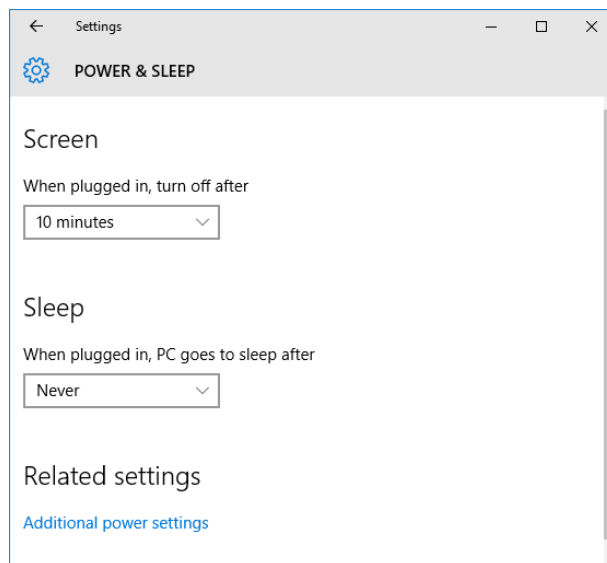 Settings
POWER & SLEEP
Screen
When plugged in, turn off after
10 minutes
Sleep
When plugged in, PC goes to sleep after
Never
Related settings
Additional power settings